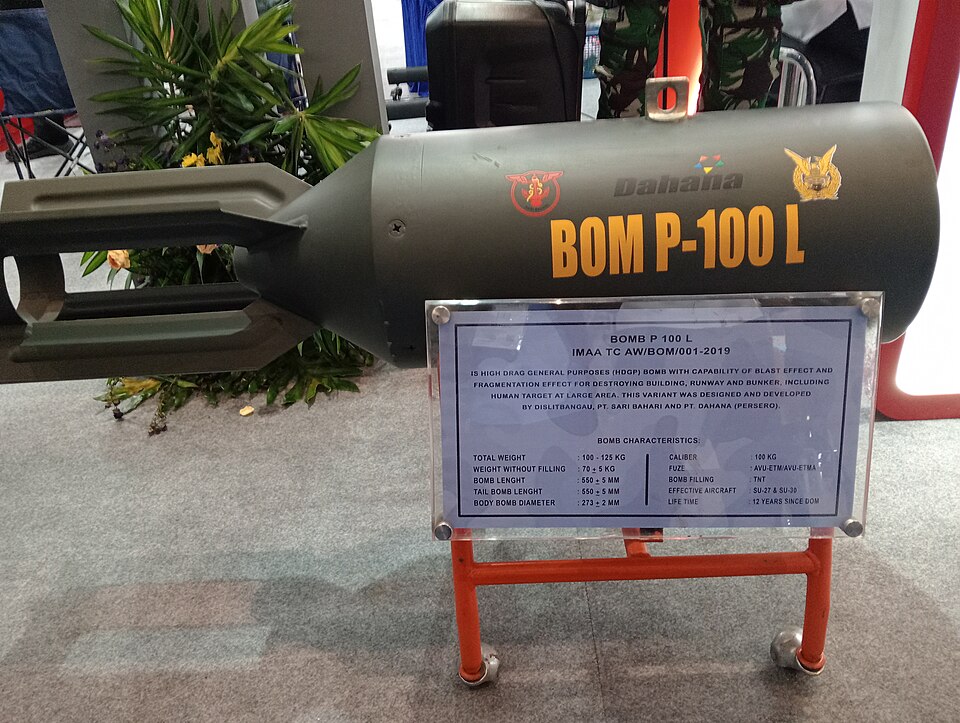 Dahana
BOM P-100 L
BOMB P 100 L
IMAA TC AW/BOM/001-2019
IS HIGH DRAG GENERAL PURPOSES (HDGP) BOMB WITH CAPABILITY OF BLAST EFFECT AND
FRAGMENTATION EFFECT FOR DESTROYING BUILDING, RUNWAY AND BUNKER, INCLUDING
HUMAN TARGET AT LARGE AREA. THIS VARIANT WAS DESIGNED AND DEVELOPED
BY DISLITBANGAU, PT. SARI BAHARI AND PT. DAHANA (PERSERO).
BOMB CHARACTERISTICS:
TOTAL WEIGHT : 100 - 125 KG
WEIGHT WITHOUT FILLING : 70 ± 5 KG
BOMB LENGHT : 550 ± 5 MM
TAIL BOMB LENGHT : 550 ± 5 MM
BODY BOMB DIAMETER : 273 ± 2 MM
CALIBER : 100 KG
FUZE : AVU-ETM/AVU-ETMA
BOMB FILLING : TNT
EFFECTIVE AIRCRAFT : SU-27 & SU-30
LIFE TIME : 12 YEARS SINCE DOM